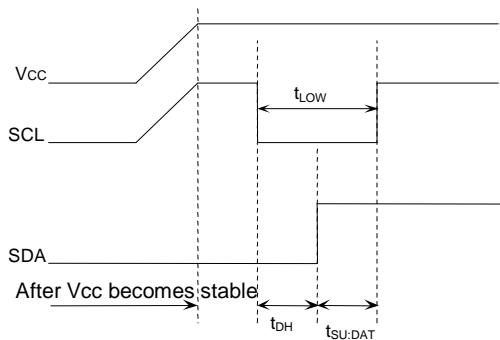 Vcc
tLOW
SCL
SDA
After Vcc becomes stable
tDH
tSU:DAT